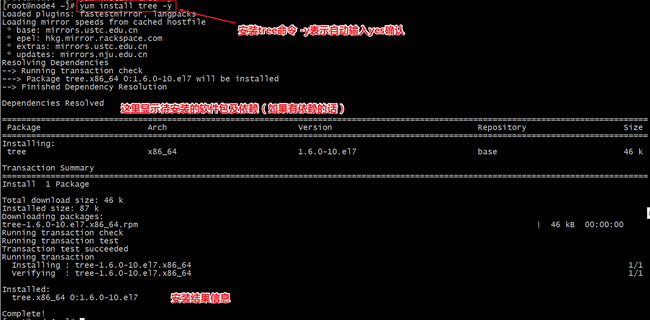 [root@node4 ~]# yum install tree -y
Loaded plugins: fastestmirror, langpacks
Loading mirror speeds from cached hostfile
安装tree命令 -y表示自动输入yes确认
* base: mirrors.ustc.edu.cn
* epel: hkg.mirror.rackspace.com
* extras: mirrors.ustc.edu.cn
* updates: mirrors.nju.edu.cn
Resolving Dependencies
--> Running transaction check
---> Package tree.x86_64 0:1.6.0-10.el7 will be installed
--> Finished Dependency Resolution
Dependencies Resolved
这里显示待安装的软件包及依赖（如果有依赖的话）
Package Arch Version Repository Size
Installing:
tree x86_64 1.6.0-10.el7 base 46 k
Transaction Summary
Install 1 Package
Total download size: 46 k
Installed size: 87 k
Downloading packages:
tree-1.6.0-10.el7.x86_64.rpm | 46 kB 00:00:00
Running transaction check
Running transaction test
Transaction test succeeded
Running transaction
Installing : tree-1.6.0-10.el7.x86_64 1/1
Verifying : tree-1.6.0-10.el7.x86_64 1/1
Installed:
tree.x86_64 0:1.6.0-10.el7 安装结果信息
Complete!